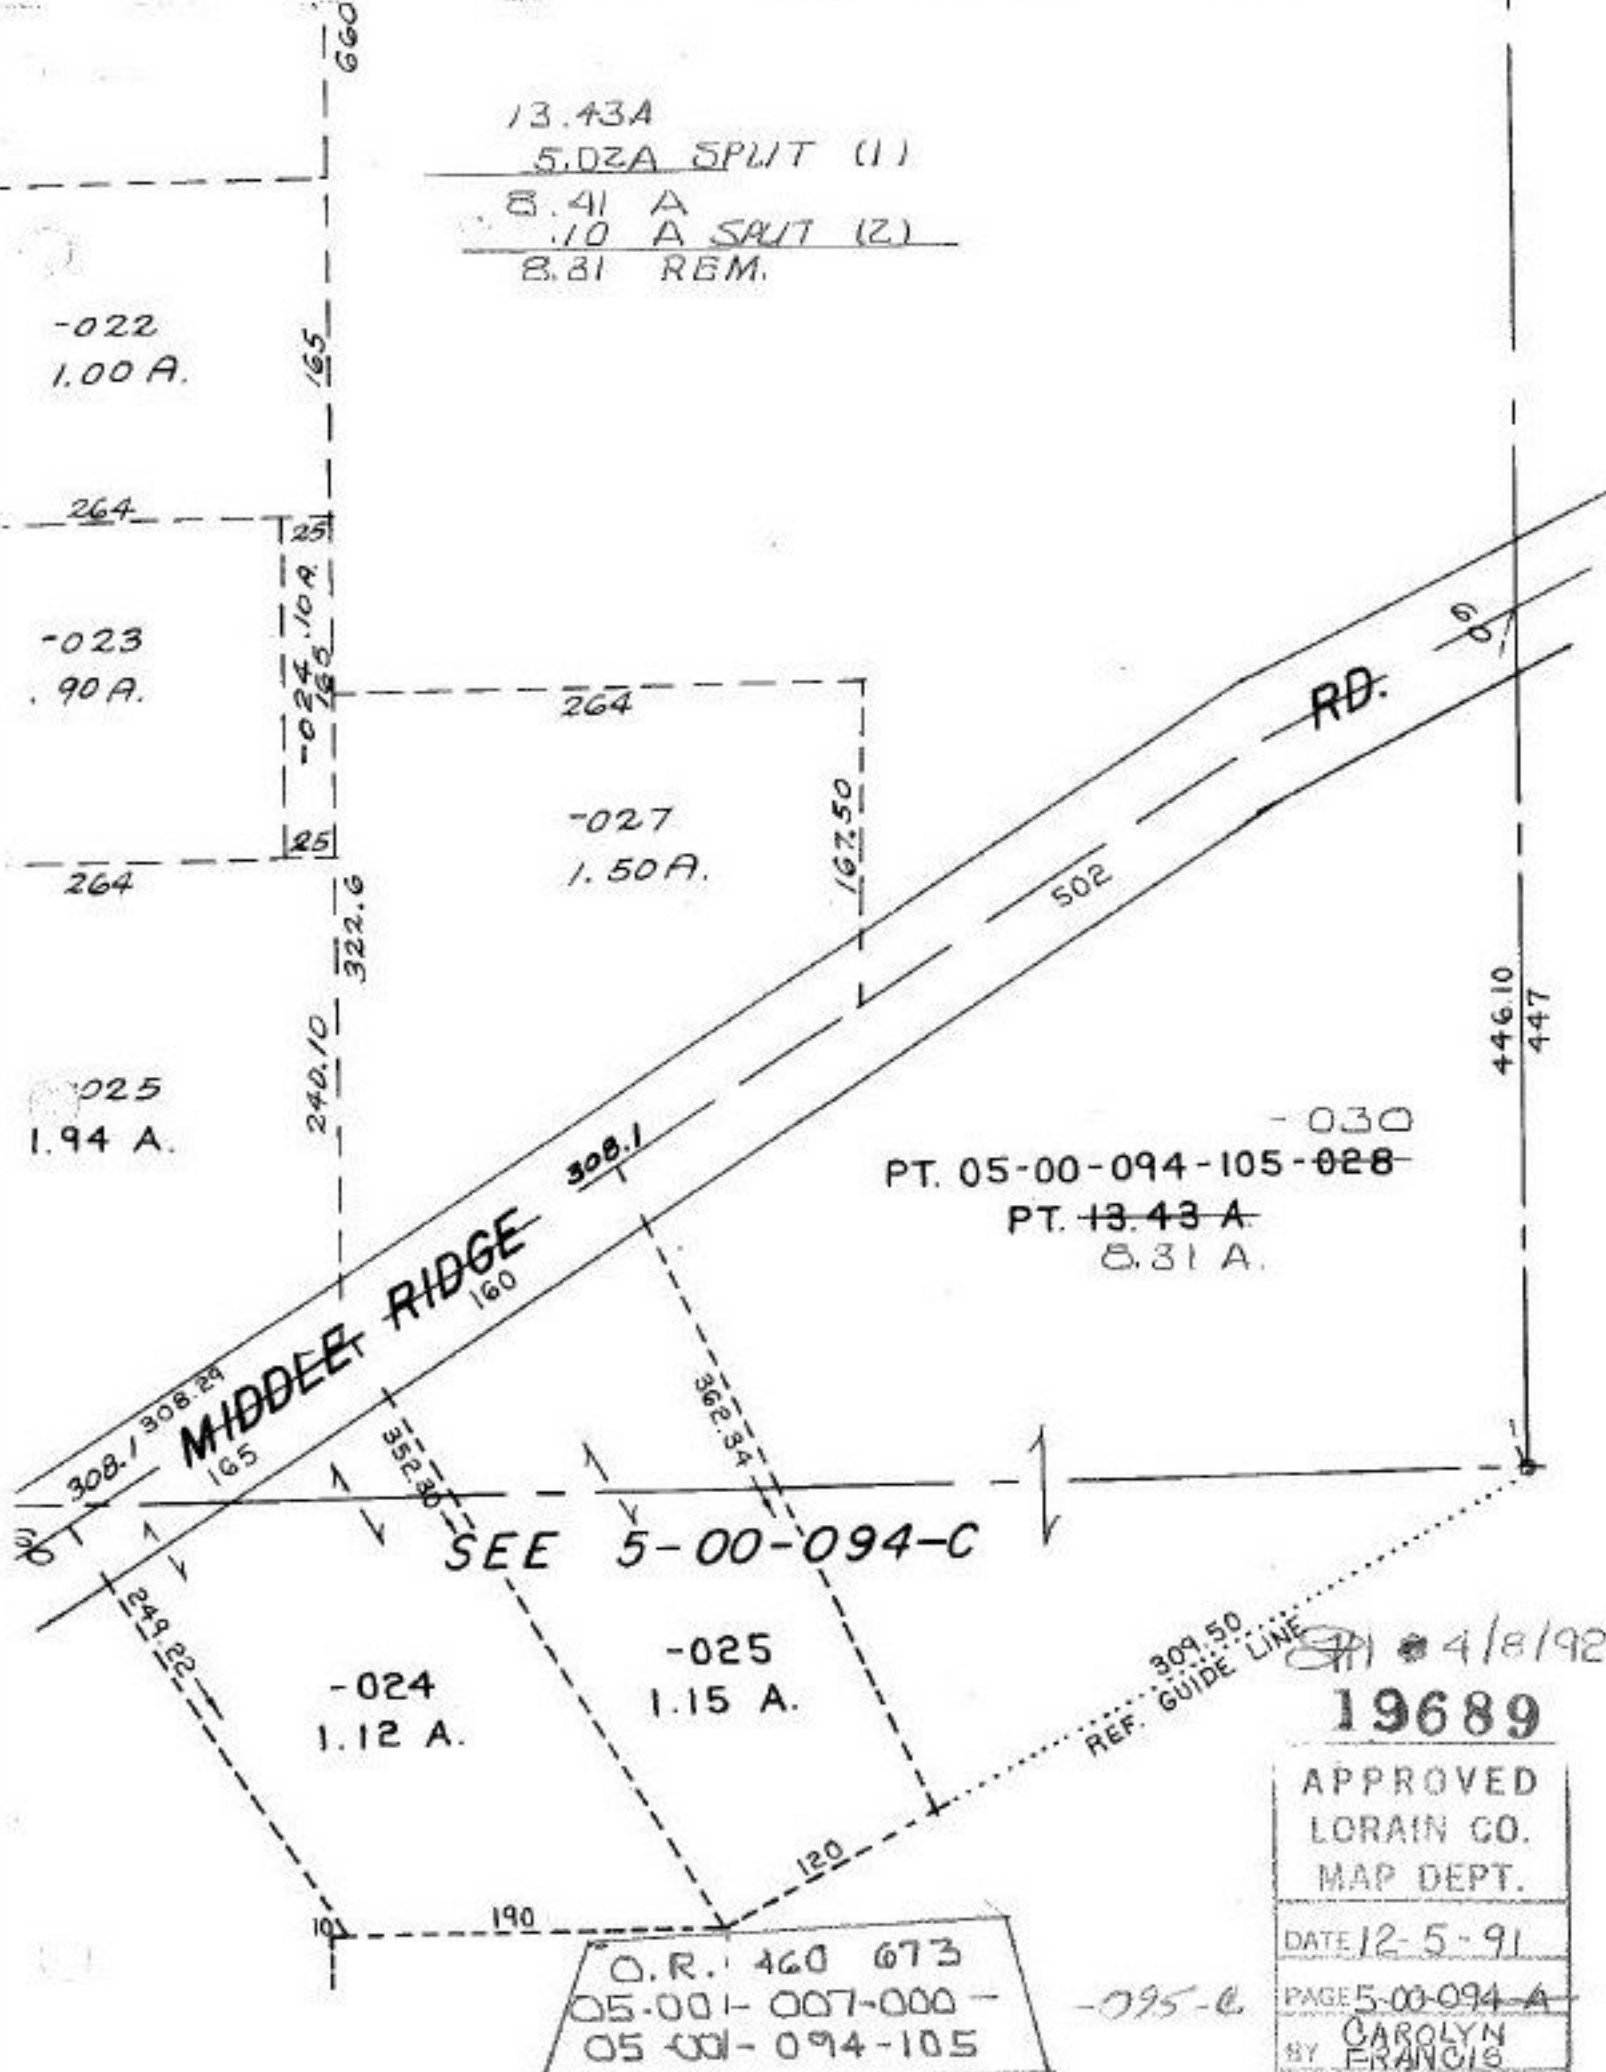 660
13.43A
5.02A SPLIT (1)
8.41 A
.10 A SPLIT (2)
8.31 REM.
-022
1.00 A.
165
264
25
-024 .10A.
165
-023
.90 A.
25
264
264
-027
1.50 A.
167.50
322.6
240.10
025
1.94 A.
RD.
60
502
446.10
447
308.1
-030
PT. 05-00-094-105-028
PT. 13.43 A
8.31 A.
MIDDLE RIDGE
160
308.1
308.29
165
60
352.30
362.34
SEE 5-00-094-C
249.22
-024
1.12 A.
-025
1.15 A.
309.50
REF. GUIDE LINE
4/8/92
19689
APPROVED
LORAIN CO.
MAP DEPT.
DATE 12-5-91
PAGE 5-00-094-A
BY CAROLYN
FRANCIS
120
190
10
O.R. 460 673
05-001-007-000-
05-001-094-105